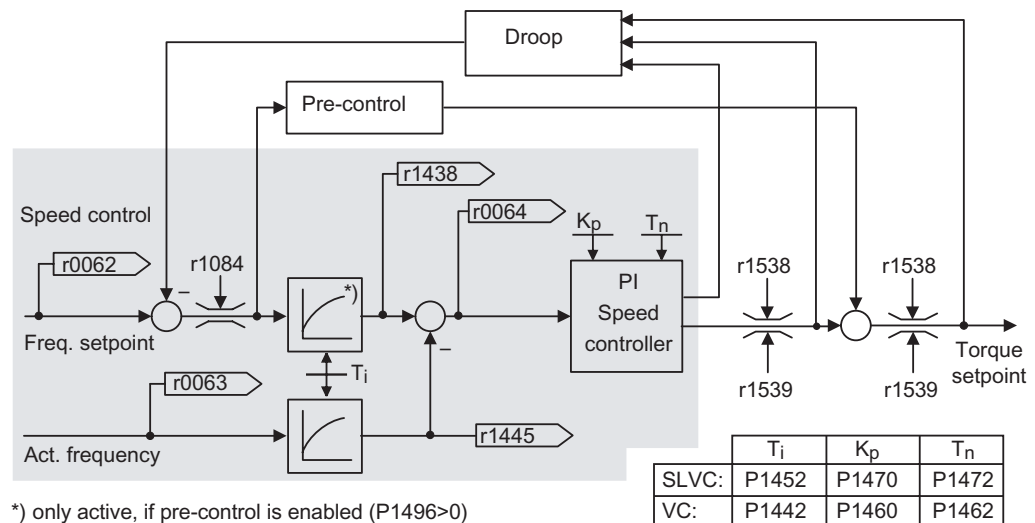 Droop
Pre-control
r1438
Speed control
r0064
Kp
Tn
r0062
r1084
*)
PI
Speed
controller
r1538
r1538
–
–
Freq. setpoint
Torque
setpoint
r0063
Ti
r1539
r1539
Act. frequency
r1445
Ti Kp Tn
SLVC: P1452 P1470 P1472
VC: P1442 P1460 P1462
*) only active, if pre-control is enabled (P1496>0)